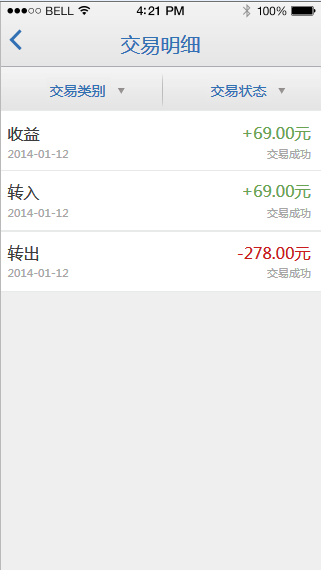 BELL 4:21 PM 100%
交易明细
交易类别 交易状态
收益 +69.00元
2014-01-12 交易成功
转入 +69.00元
2014-01-12 交易成功
转出 -278.00元
2014-01-12 交易成功